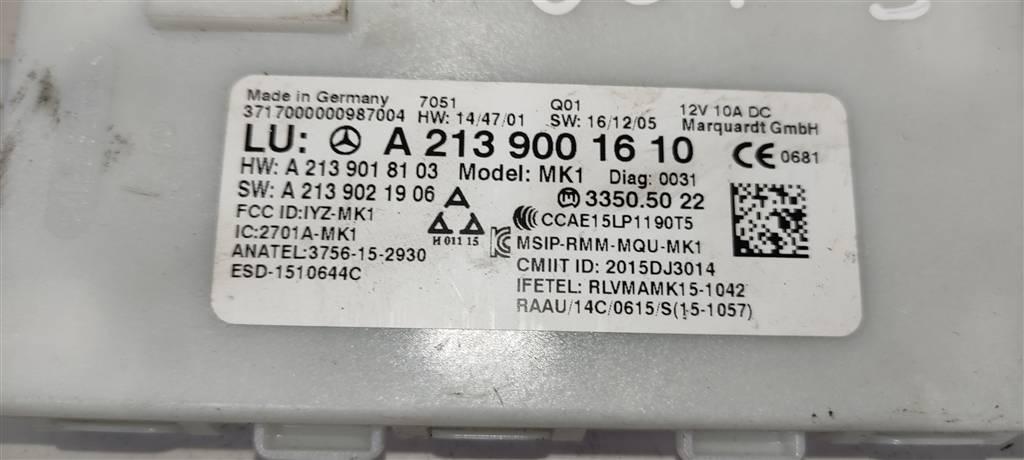 Made in Germany 7051 Q01 12V 10A DC
3717000000987004 HW: 14/47/01 SW: 16/12/05 Marquardt GmbH
LU: A 213 900 16 10 CE 0681
HW: A 213 901 81 03 Model: MK1 Diag: 0031
SW: A 213 902 19 06 M 3350.5022
FCC ID:IYZ-MK1 CCAE15LP1190T5
IC:2701A-MK1 H 011 15 MSIP-RMM-MQU-MK1
ANATEL:3756-15-2930 CMIIT ID: 2015DJ3014
ESD-1510644C IFETEL: RLVMAMK15-1042
RAAU/14C/0615/S(15-1057)